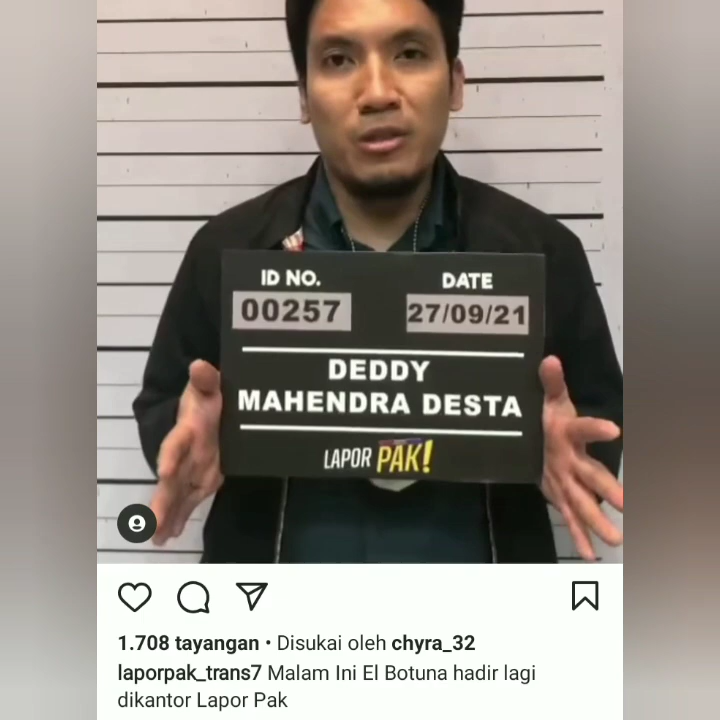 ID NO.
DATE
00257
27/09/21
DEDDY
MAHENDRA DESTA
LAPOR PAK!
1.708 tayangan • Disukai oleh chyra_32
laporpak_trans7 Malam Ini El Botuna hadir lagi
dikantor Lapor Pak